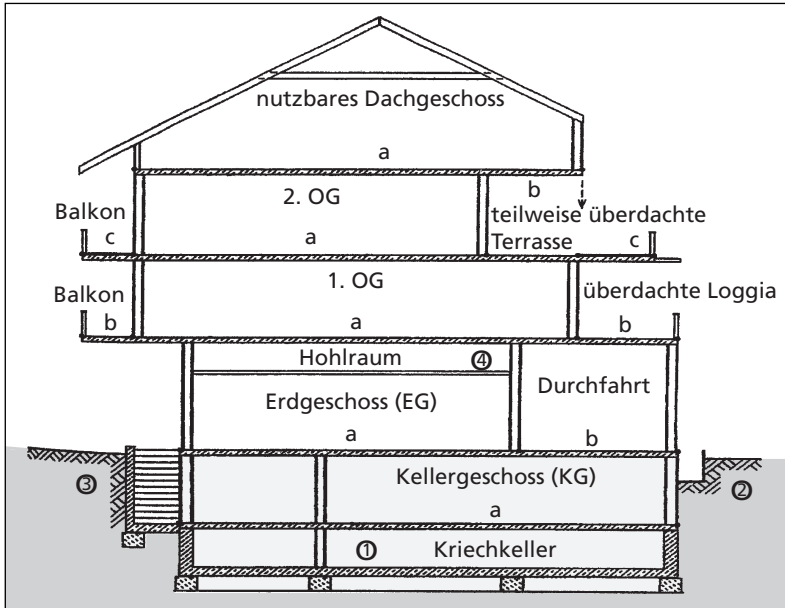 nutzbares Dachgeschoss
a
2. OG
b
Balkon
teilweise überdachte
c
a
Terrasse
c
1. OG
Balkon
überdachte Loggia
b
a
b
Hohlraum
④
Durchfahrt
Erdgeschoss (EG)
a
b
③
Kellergeschoss (KG)
②
a
①
Kriechkeller